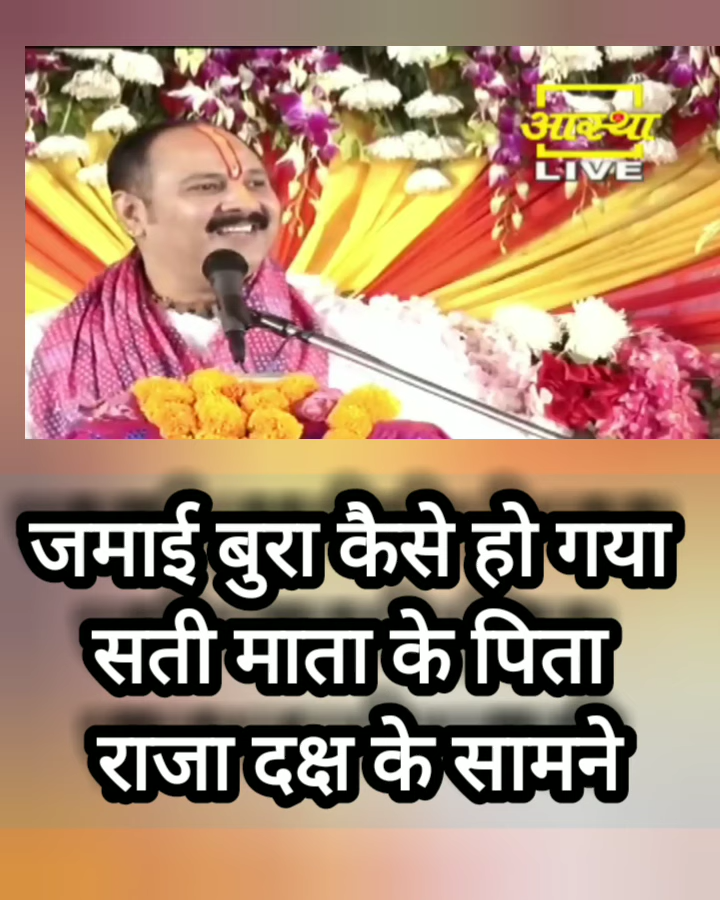 आस्था
LIVE
जमाई बुरा कैसे हो गया
सती माता के पिता
राजा दक्ष के सामने